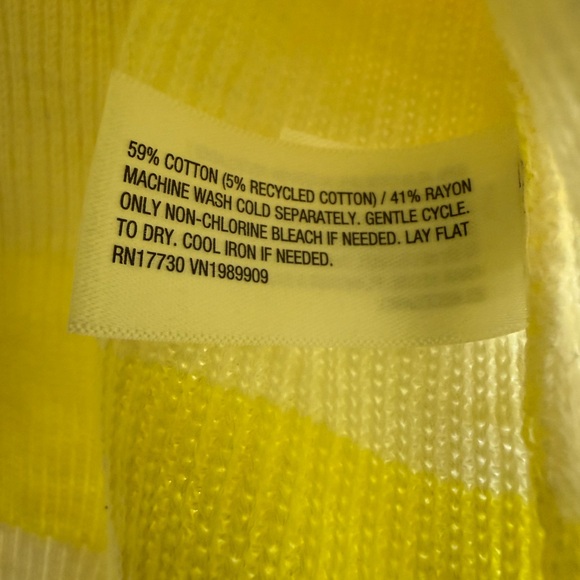 59% COTTON (5% RECYCLED COTTON) / 41% RAYON
MACHINE WASH COLD SEPARATELY. GENTLE CYCLE.
ONLY NON-CHLORINE BLEACH IF NEEDED. LAY FLAT
TO DRY. COOL IRON IF NEEDED.
RN17730 VN1989909